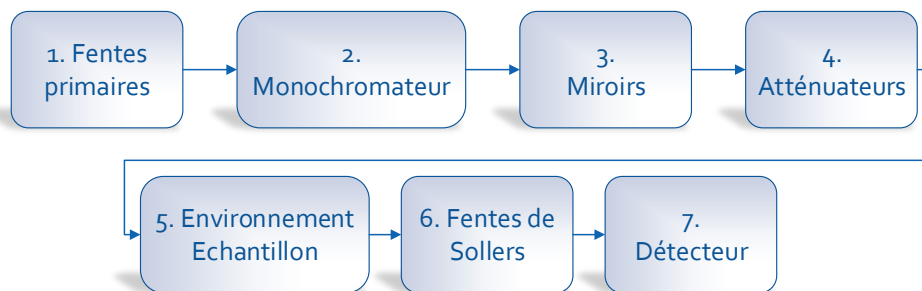 1. Fentes
primaires
2.
Monochromateur
3.
Miroirs
4.
Atténuateurs
5. Environnement
Echantillon
6. Fentes de
Sollers
7.
Détecteur